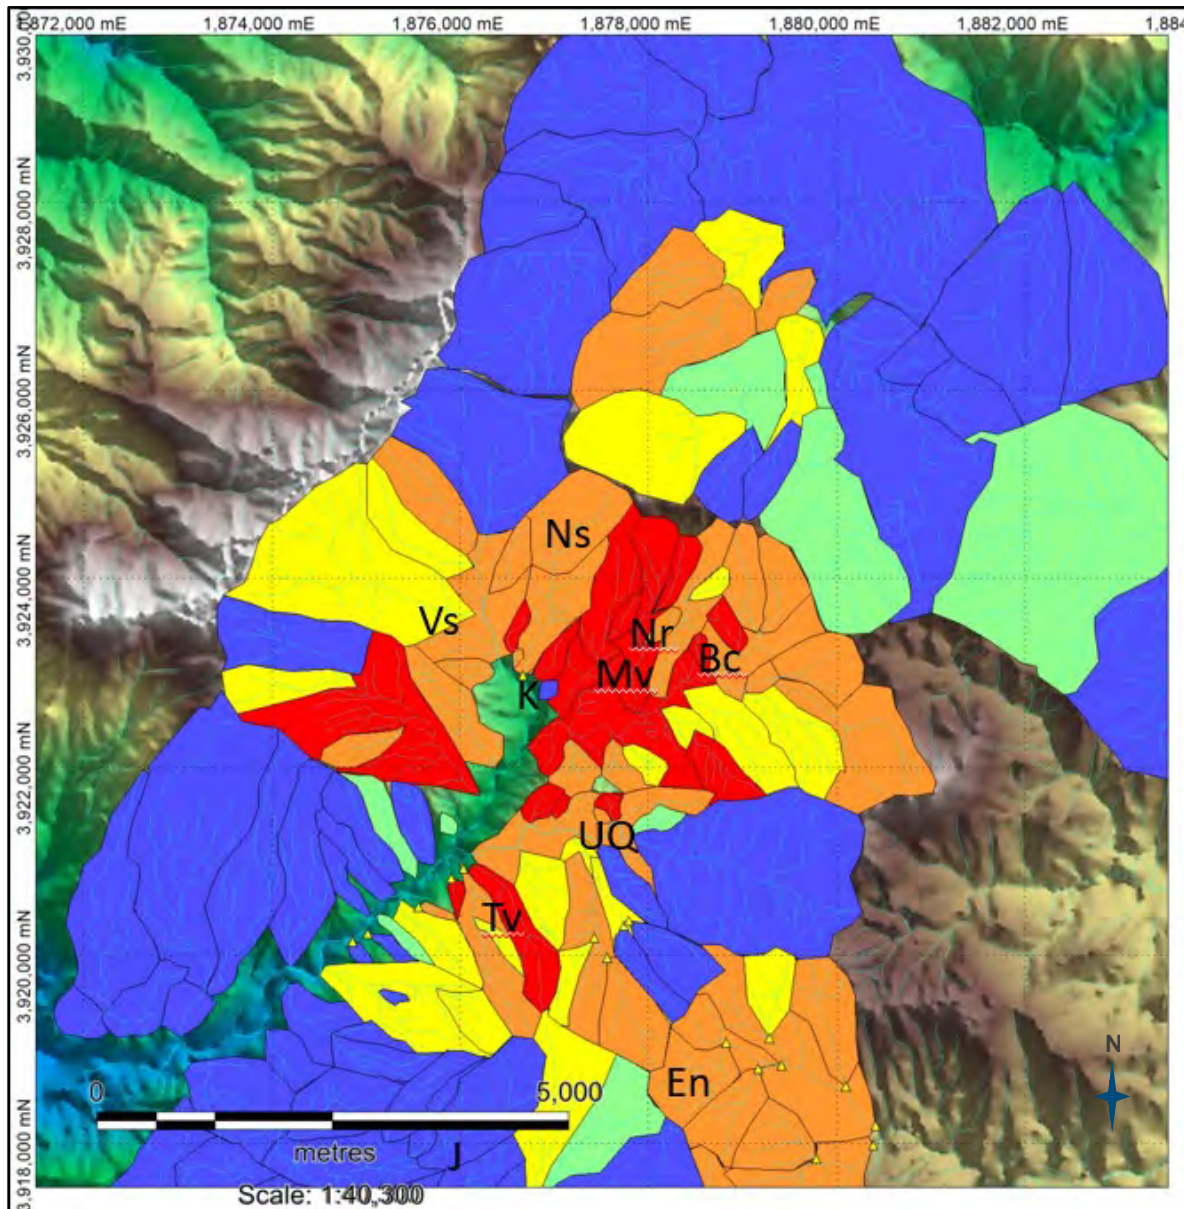 1,872,000 mE 1,874,000 mE 1,876,000 mE 1,878,000 mE 1,880,000 mE 1,882,000 mE 1,884
3,930,00
3,928,000 mN
3,926,000 mN
3,924,000 mN
3,922,000 mN
3,920,000 mN
3,918,000 mN
Ns
Vs
Nr
Bc
Mv
K
UQ
Tv
En
N
0 5,000
metres
J
Scale: 1:40,300